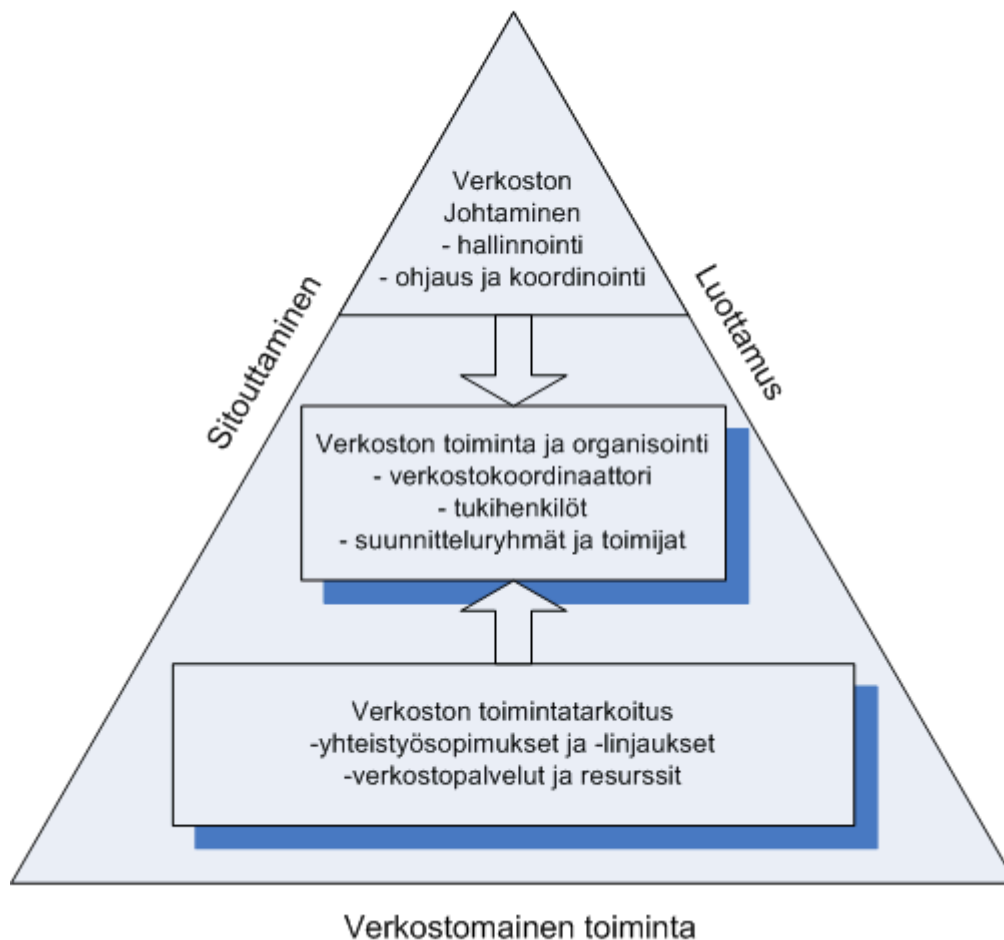 Verkoston
Johtaminen
- hallinnointi
- ohjaus ja koordinointi
Sitouttaminen
Luottamus
Verkoston toiminta ja organisointi
- verkostokoordinaattori
- tukihenkilöt
- suunnitteluryhmät ja toimijat
Verkoston toimintatarkoitus
-yhteistyösopimukset ja -linjaukset
-verkostopalvelut ja resurssit
Verkostomainen toiminta